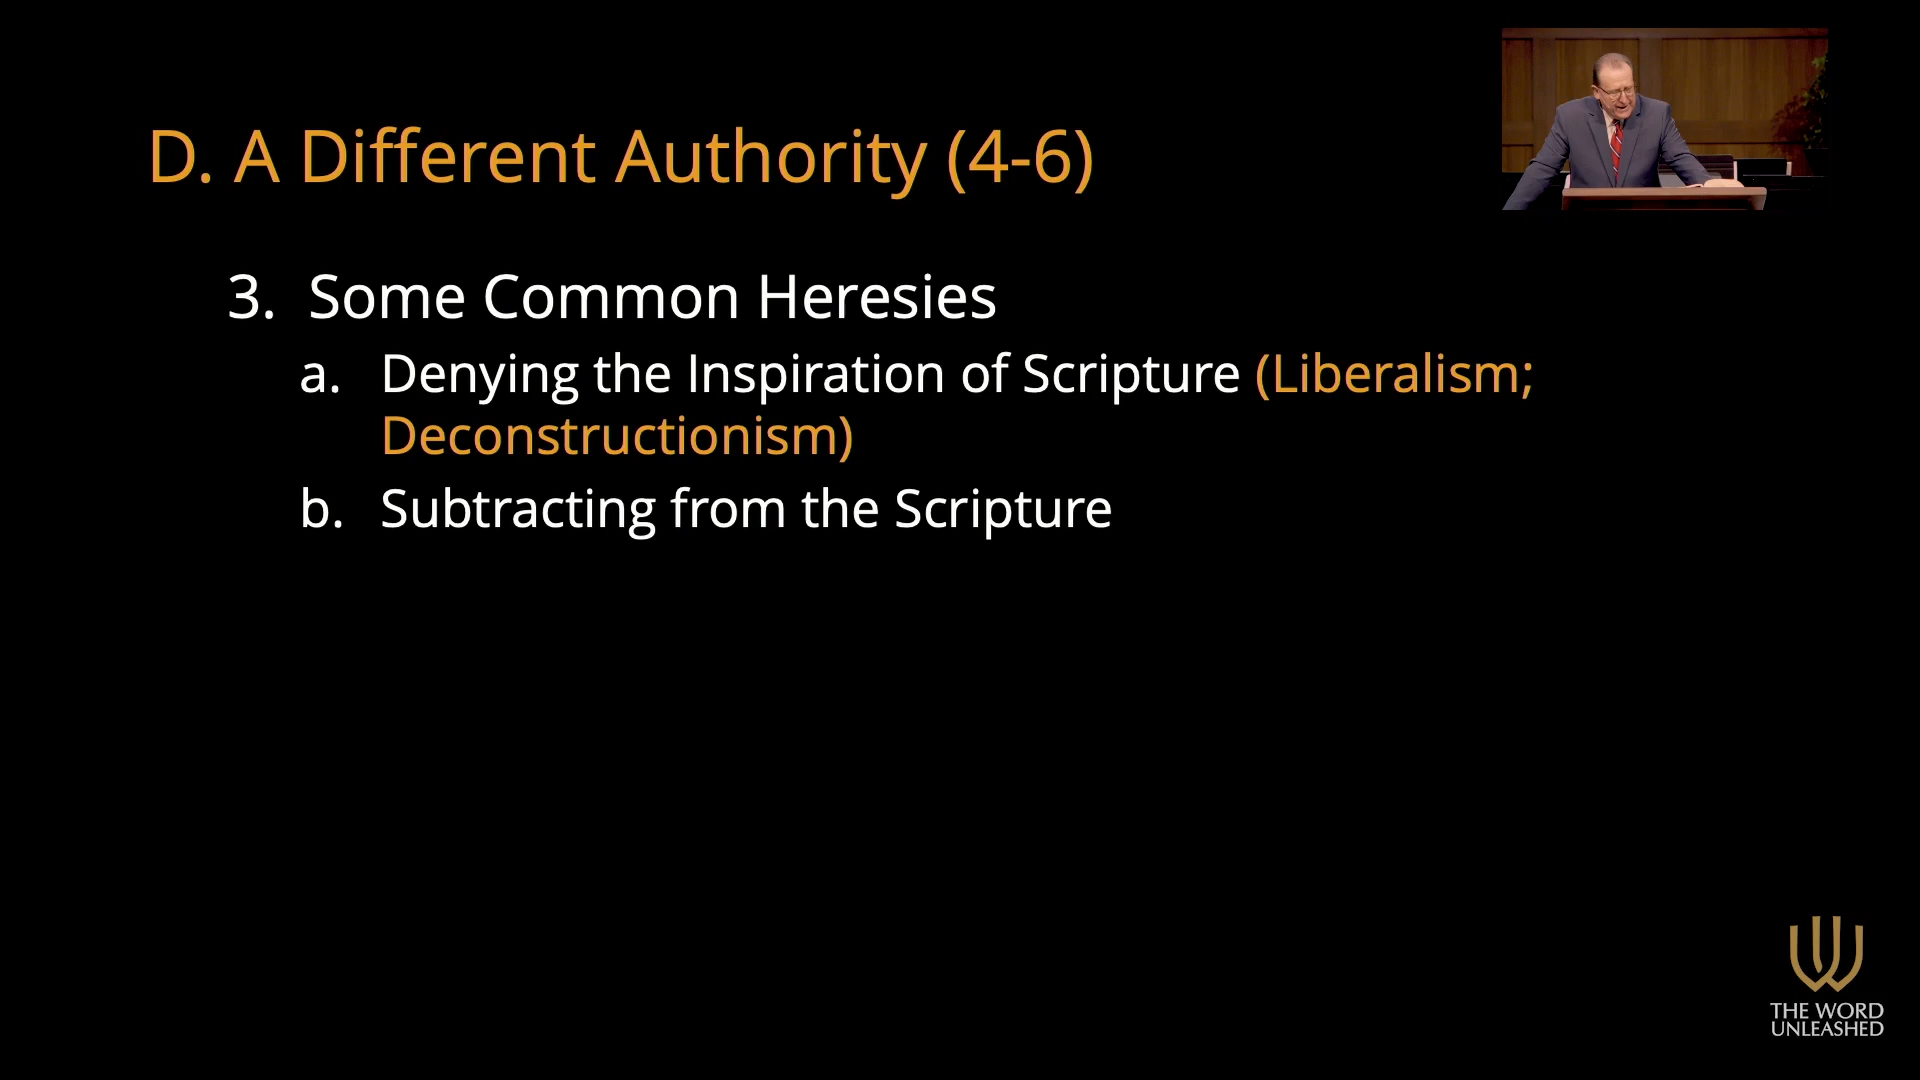 D. A Different Authority (4-6)
3. Some Common Heresies
a. Denying the Inspiration of Scripture (Liberalism;
Deconstructionism)
b. Subtracting from the Scripture
THE WORD
UNLEASHED